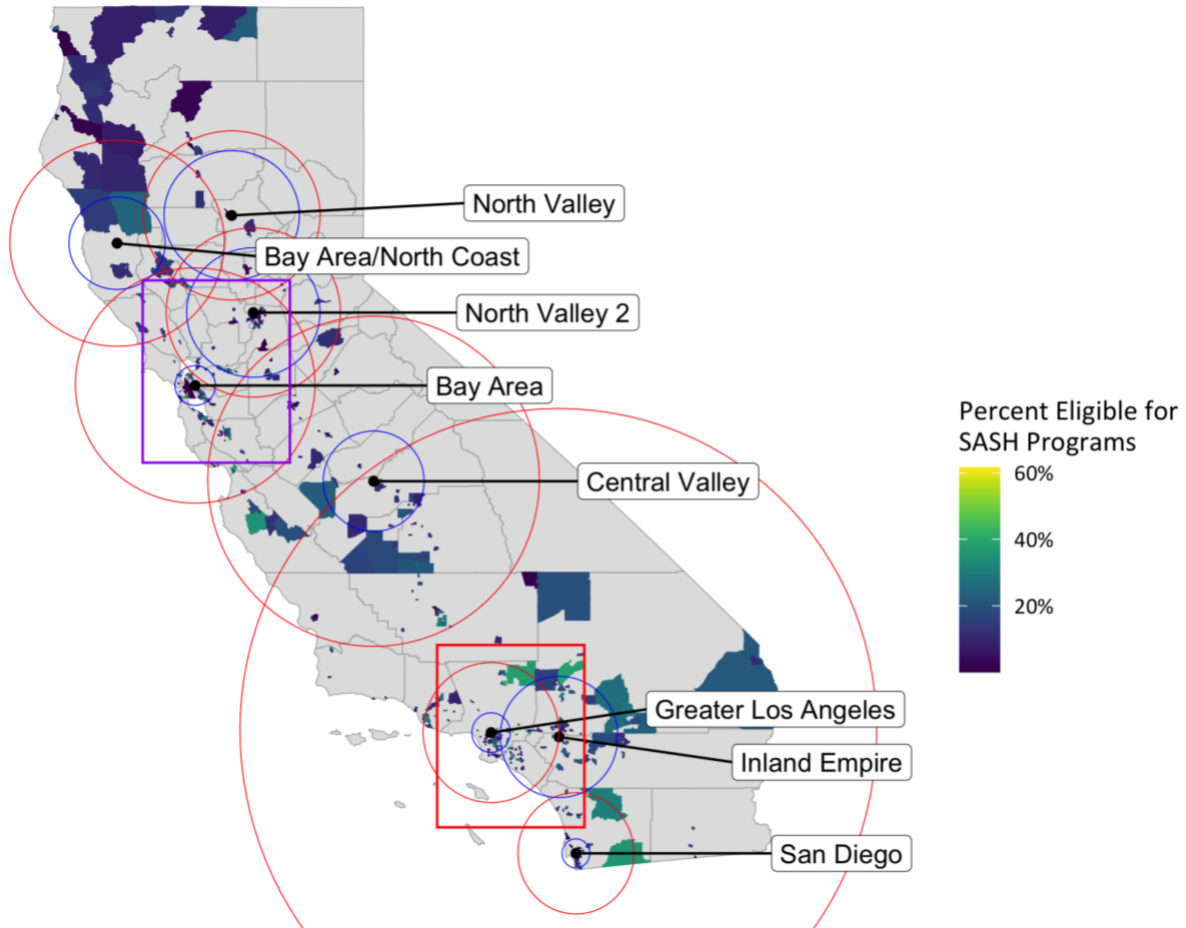 North Valley
Bay Area/North Coast
North Valley 2
Bay Area
Percent Eligible for
SASH Programs
60%
40%
20%
Central Valley
Greater Los Angeles
Inland Empire
San Diego